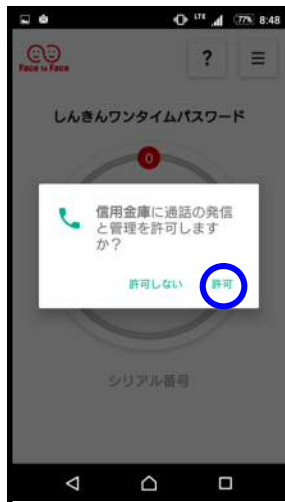 LTE 77% 8:48
Face to Face
?
しんきんワンタイムパスワード
0
信用金庫に通話の発信
と管理を許可します
か？
許可しない 許可
シリアル番号